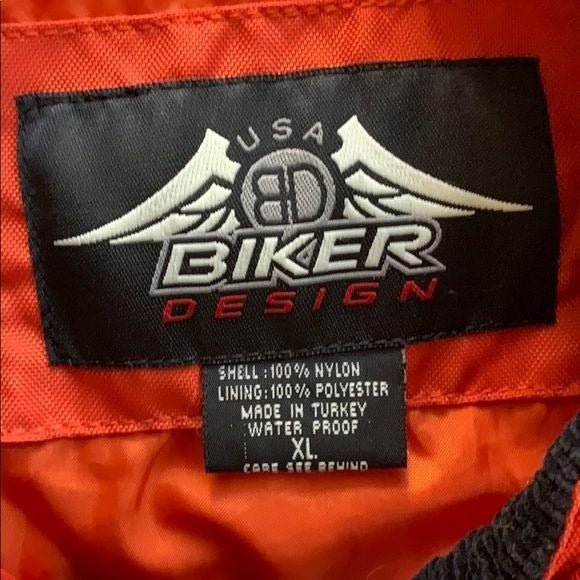 USA
BD
BIKER
DESIGN
SHELL:100% NYLON
LINING:100% POLYESTER
MADE IN TURKEY
WATER PROOF
XL.
CARE SEE BEHIND